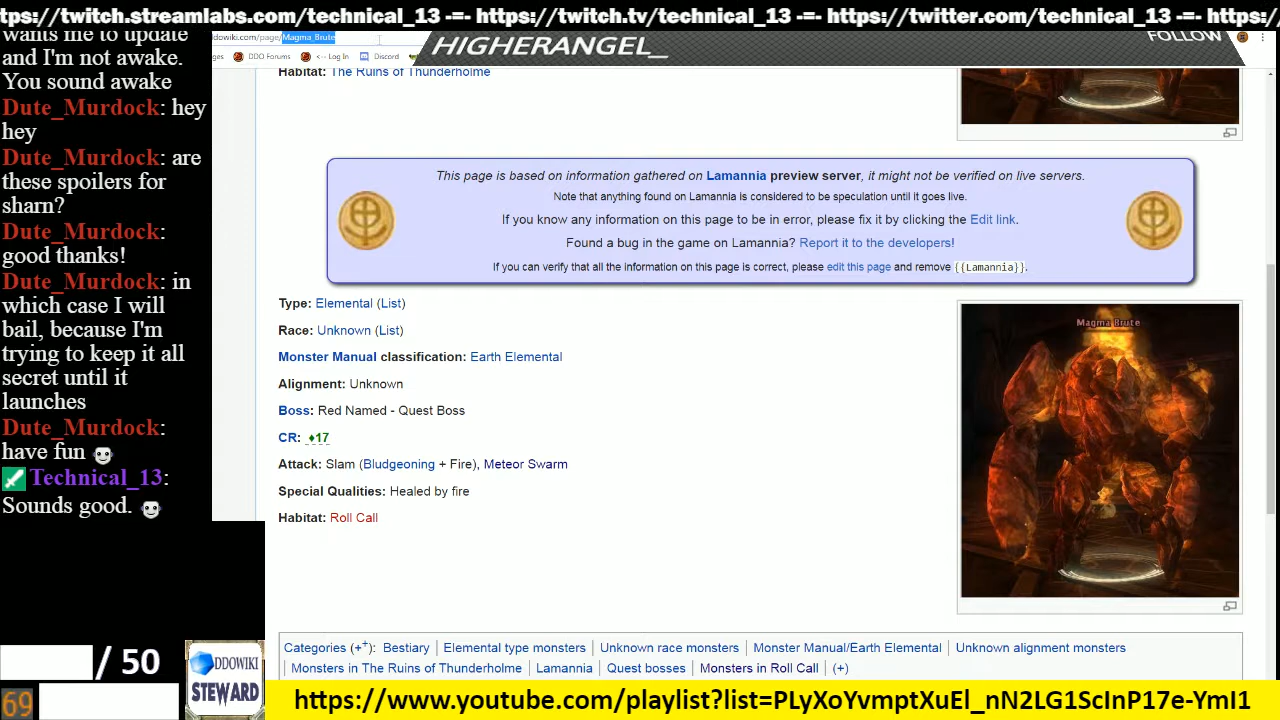 tps://twitch.streamlabs.com/technical_13 -=- https://twitch.tv/technical_13 -=- https://twitter.com/technical_13 -=- https:/
wants me to update
and I'm not awake.
You sound awake
Dute_Murdock: hey
hey
Dute_Murdock: are
these spoilers for
sharn?
Dute_Murdock:
good thanks!
Dute_Murdock: in
which case I will
bail, because I'm
trying to keep it all
secret until it
launches
Dute_Murdock:
have fun
Technical_13:
Sounds good.
/ 50
69
DDOWIKI
STEWARD
ddowiki.com/page/Magma_Brute
ges DDO Forums <-- Log In Discord
HIGHERANGEL_
FOLLOW
Habitat: The Ruins of Thunderholme
This page is based on information gathered on Lamannia preview server, it might not be verified on live servers.
Note that anything found on Lamannia is considered to be speculation until it goes live.
If you know any information on this page to be in error, please fix it by clicking the Edit link.
Found a bug in the game on Lamannia? Report it to the developers!
If you can verify that all the information on this page is correct, please edit this page and remove {{Lamannia}}.
Type: Elemental (List)
Race: Unknown (List)
Monster Manual classification: Earth Elemental
Alignment: Unknown
Boss: Red Named - Quest Boss
CR: ♦17
Attack: Slam (Bludgeoning + Fire), Meteor Swarm
Special Qualities: Healed by fire
Habitat: Roll Call
Magma Brute
Categories (+⁺): Bestiary | Elemental type monsters | Unknown race monsters | Monster Manual/Earth Elemental | Unknown alignment monsters
Monsters in The Ruins of Thunderholme | Lamannia | Quest bosses | Monsters in Roll Call | (+)
https://www.youtube.com/playlist?list=PLyXoYvmptXuEl_nN2LG1ScInP17e-YmI1